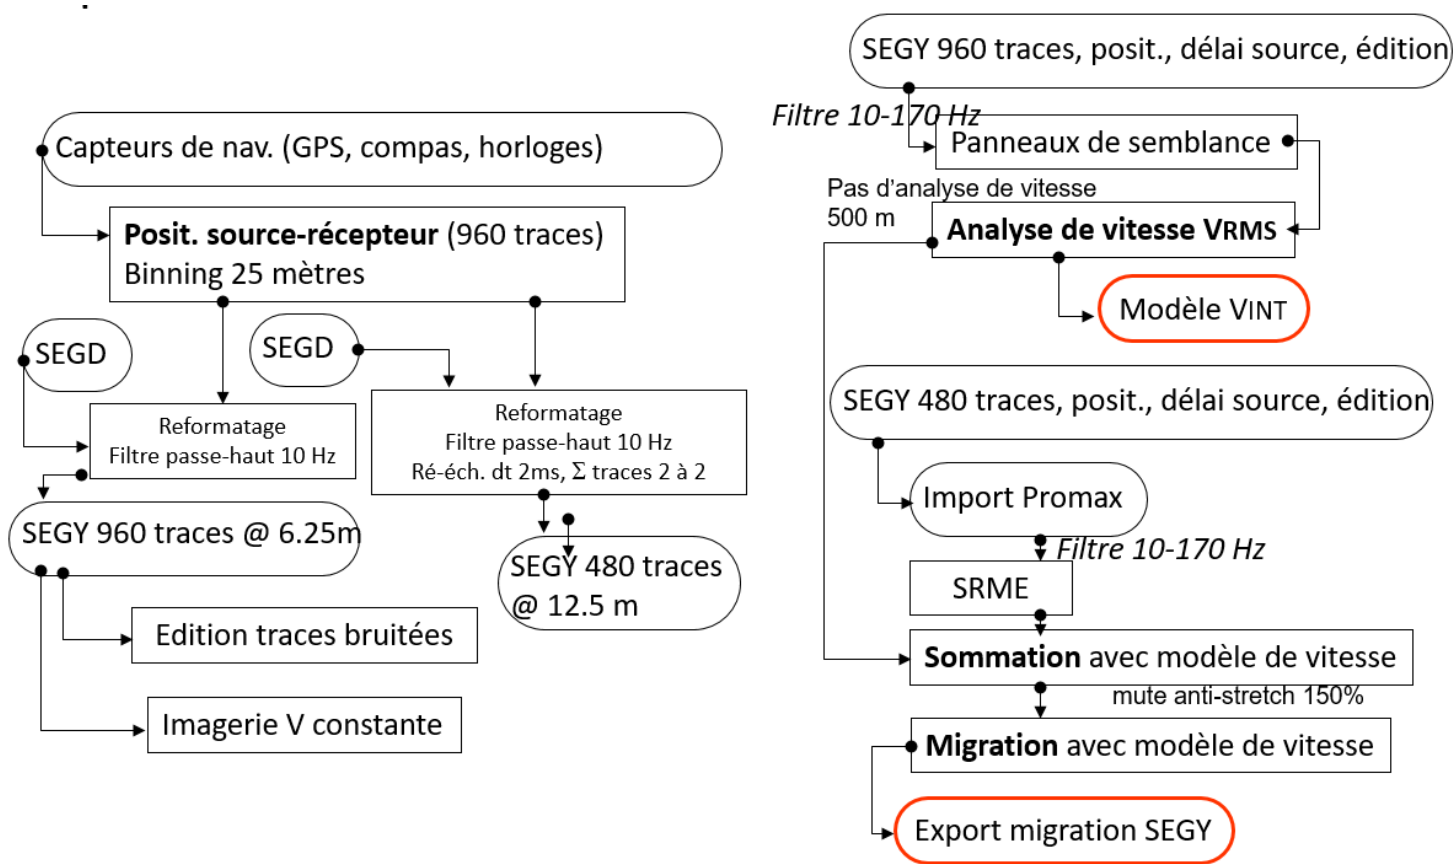 Capteurs de nav. (GPS, compas, horloges)
Posit. source-récepteur (960 traces)
Binning 25 mètres
SEGD
SEGD
Reformatage
Filtre passe-haut 10 Hz
Reformatage
Filtre passe-haut 10 Hz
Ré-éch. dt 2ms, Σ traces 2 à 2
SEGY 960 traces @ 6.25m
SEGY 480 traces
@ 12.5 m
Edition traces bruitées
Imagerie V constante
SEGY 960 traces, posit., délai source, édition
Filtre 10-170 Hz
Panneaux de semblance
Pas d'analyse de vitesse
500 m
Analyse de vitesse VRMS
Modèle VINT
SEGY 480 traces, posit., délai source, édition
Import Promax
Filtre 10-170 Hz
SRME
Sommation avec modèle de vitesse
mute anti-stretch 150%
Migration avec modèle de vitesse
Export migration SEGY